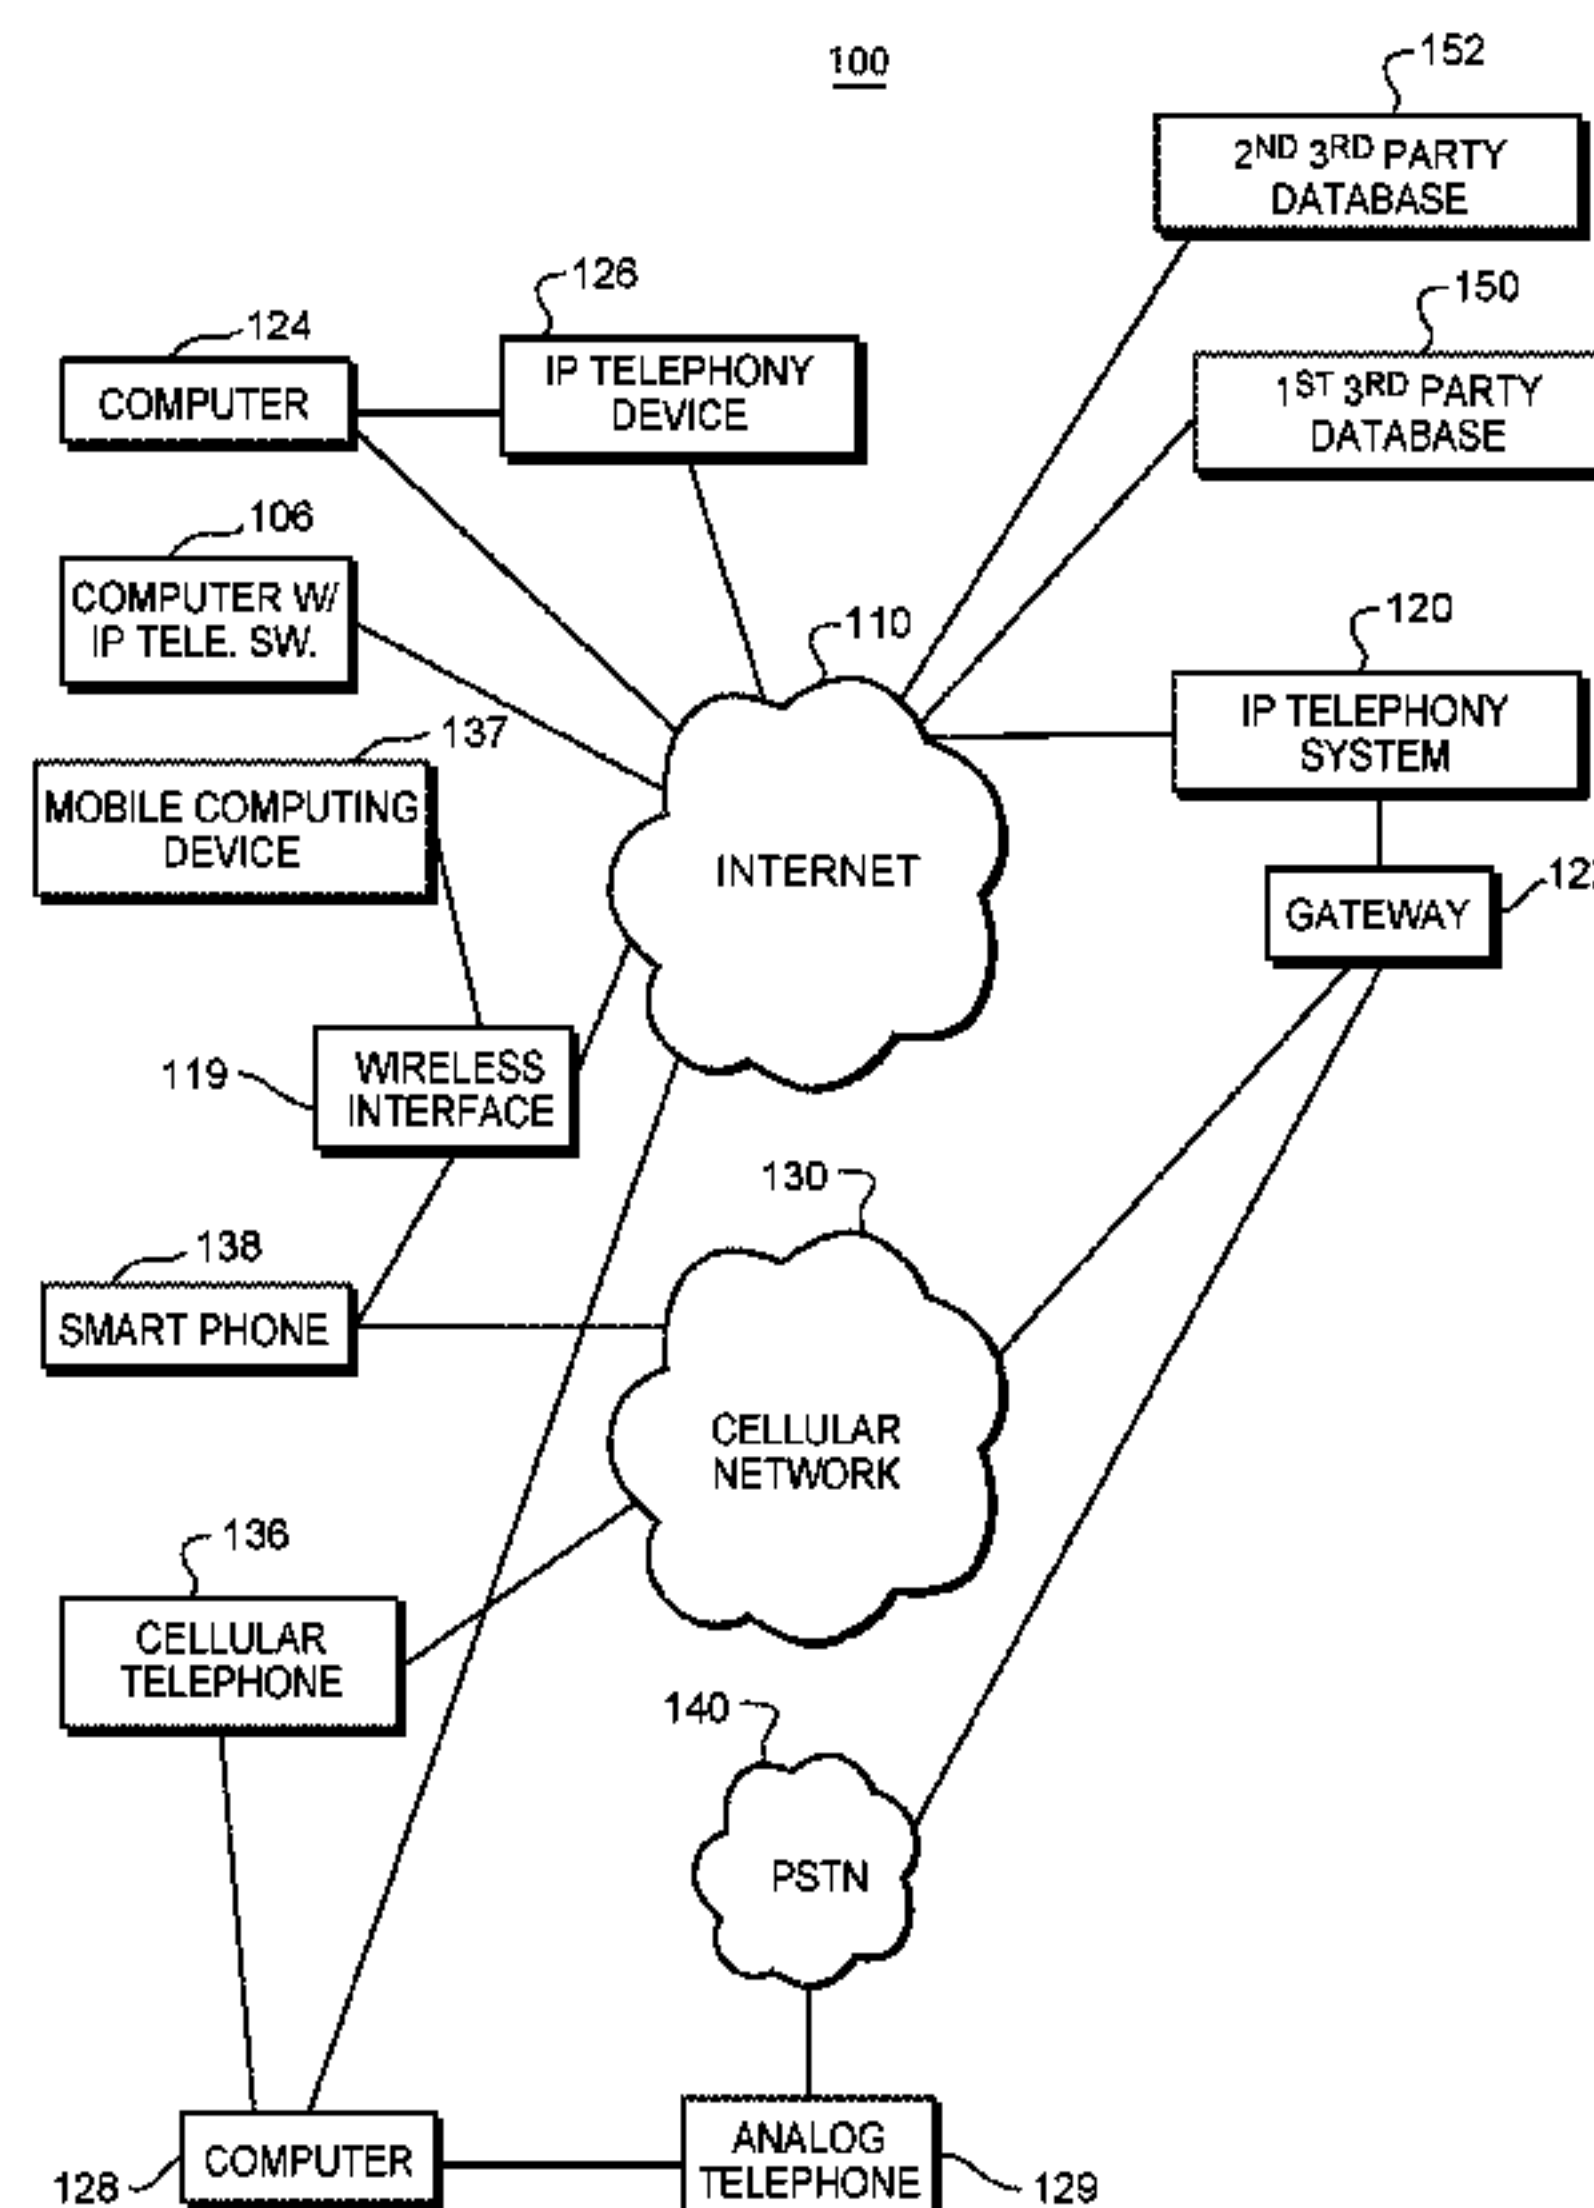 100
152
2ND 3RD PARTY
DATABASE
126
150
124
IP TELEPHONY
DEVICE
1ST 3RD PARTY
DATABASE
COMPUTER
106
COMPUTER W/
IP TELE. SW.
110
120
137
IP TELEPHONY
SYSTEM
MOBILE COMPUTING
DEVICE
INTERNET
GATEWAY
119
WIRELESS
INTERFACE
130
138
SMART PHONE
CELLULAR
NETWORK
136
CELLULAR
TELEPHONE
140
PSTN
COMPUTER
128
ANALOG
TELEPHONE
129